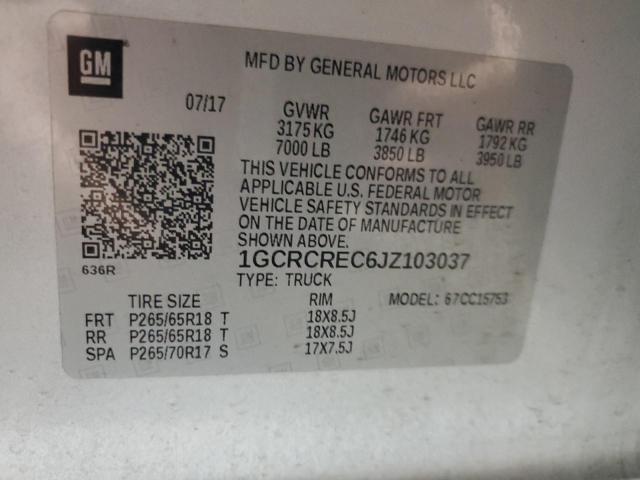 GM
MFD BY GENERAL MOTORS LLC
07/17
GVWR GAWR FRT GAWR RR
3175 KG 1746 KG 1792 KG
7000 LB 3850 LB 3950 LB
THIS VEHICLE CONFORMS TO ALL
APPLICABLE U.S. FEDERAL MOTOR
VEHICLE SAFETY STANDARDS IN EFFECT
ON THE DATE OF MANUFACTURE
SHOWN ABOVE.
636R
1GCRCREC6JZ103037
TYPE: TRUCK MODEL:
TIRE SIZE RIM
FRT P265/65R18 T 18X8.5J
RR P265/65R18 T 18X8.5J
SPA P265/70R17 S 17X7.5J